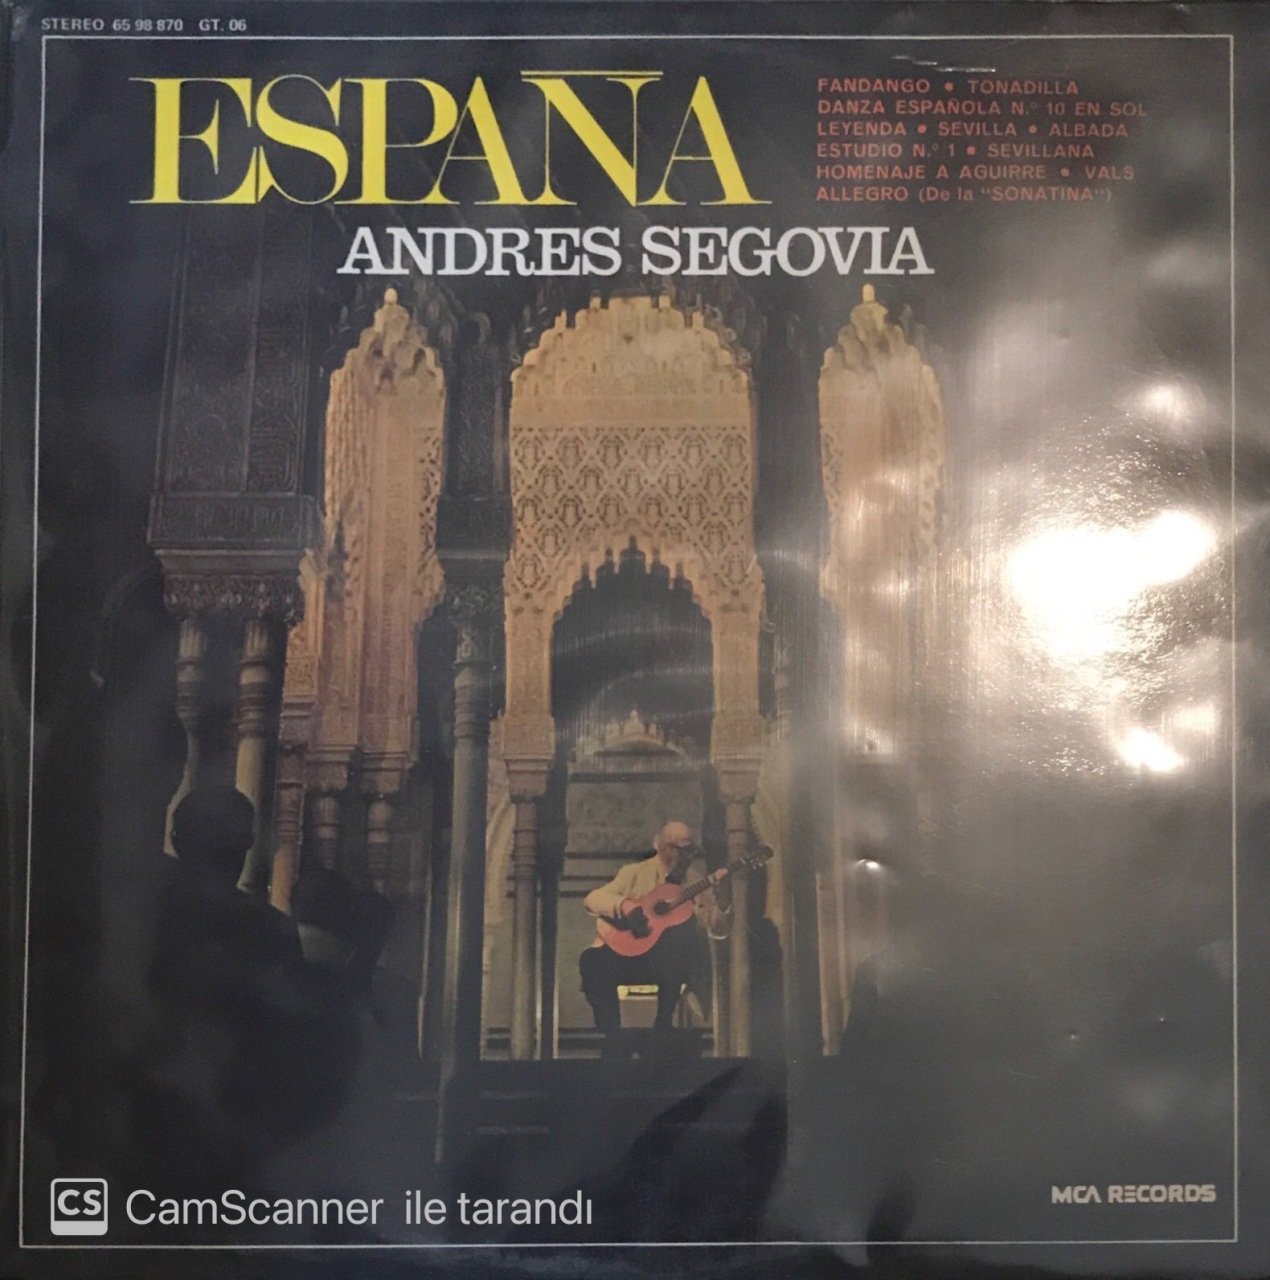 STEREO 65 98 870 GT. 06
ESPAÑA
ANDRES SEGOVIA
FANDANGO • TONADILLA
DANZA ESPAÑOLA N.º 10 EN SOL
LEYENDA • SEVILLA • ALBADA
ESTUDIO N.º 1 • SEVILLANA
HOMENAJE A AGUIRRE • VALS
ALLEGRO (De la "SONATINA")
MCA RECORDS
CS CamScanner ile tarandı